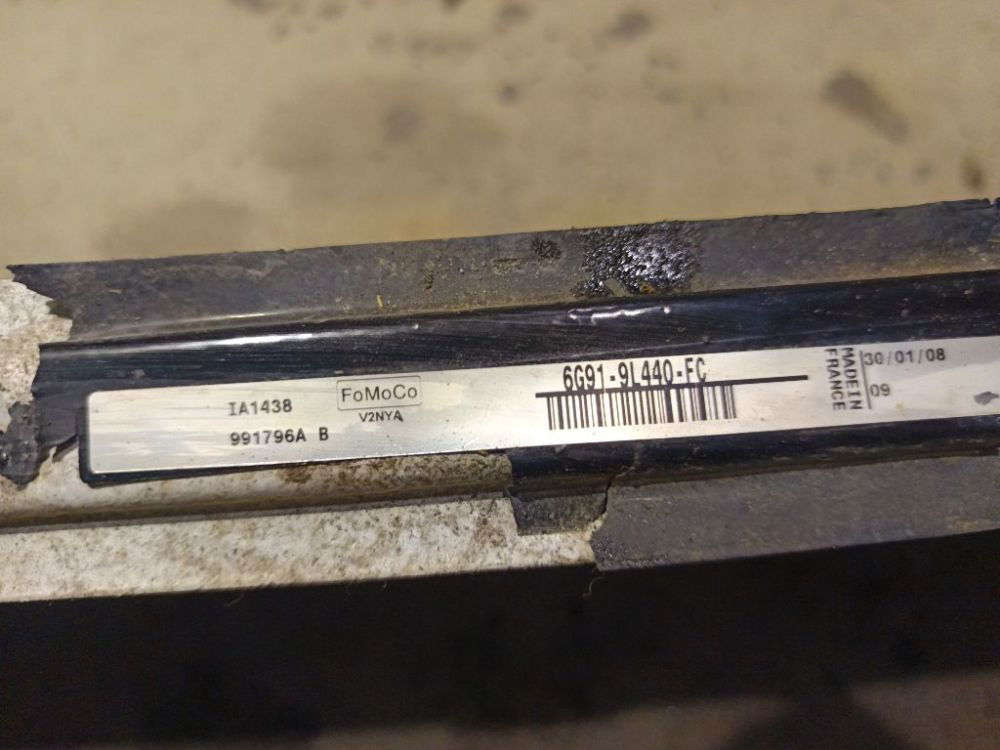 IA1438
991796A B
FoMoCo
V2NYA
6G91-9L440-FC
MADE IN
FRANCE
30/01/08
09